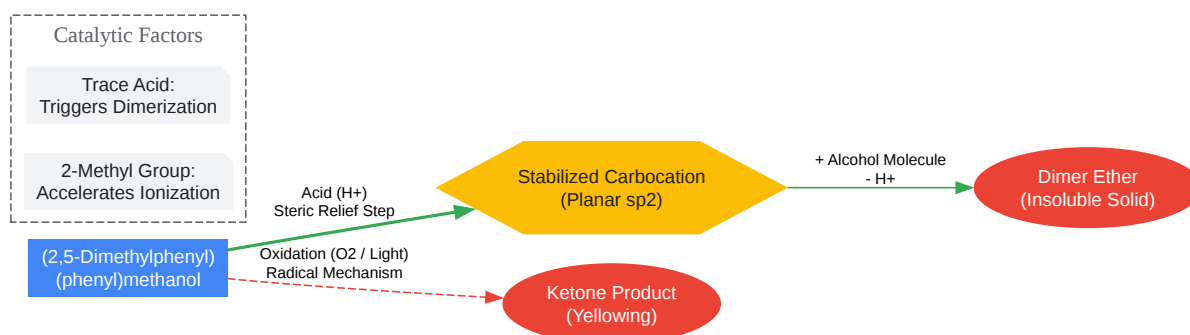 Catalytic Factors
Trace Acid:
Triggers Dimerization
2-Methyl Group:
Accelerates Ionization
(2,5-Dimethylphenyl)
(phenyl)methanol
Acid (H+)
Steric Relief Step
Oxidation (O2 / Light)
Radical Mechanism
Stabilized Carbocation
(Planar sp2)
Ketone Product
(Yellowing)
+ Alcohol Molecule
- H+
Dimer Ether
(Insoluble Solid)